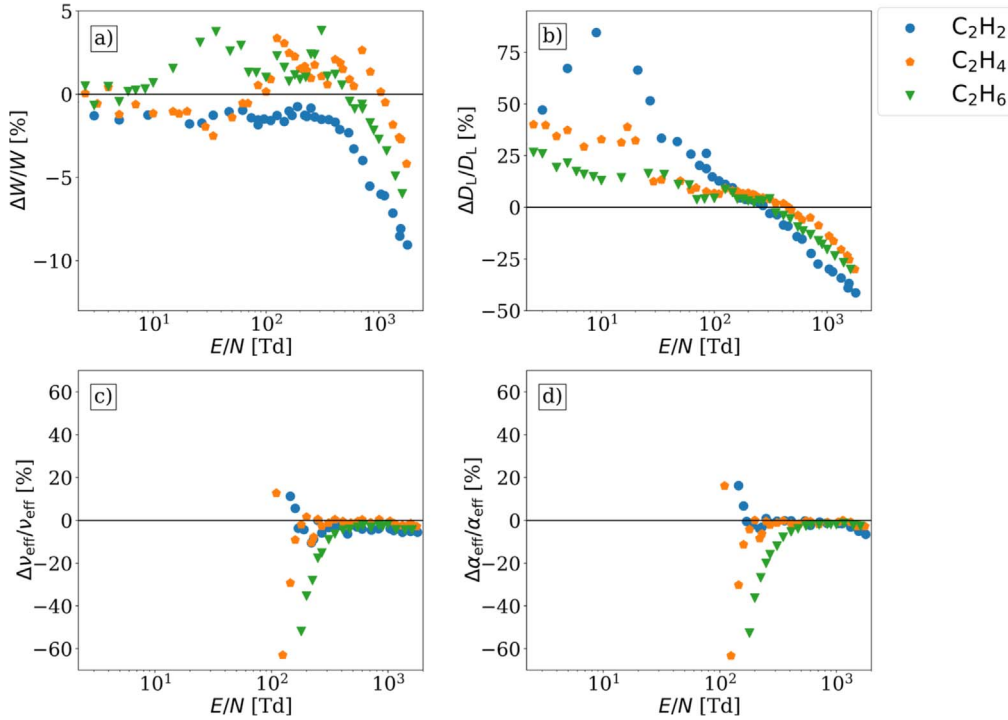 a)
5
0
−5
−10
ΔW/W [%]
10¹
10²
10³
E/N [Td]
b)
75
50
25
0
−25
−50
ΔD_L/D_L [%]
10¹
10²
10³
E/N [Td]
C₂H₂
C₂H₄
C₂H₆
c)
60
40
20
0
−20
−40
−60
Δν_eff/ν_eff [%]
10¹
10²
10³
E/N [Td]
d)
60
40
20
0
−20
−40
−60
Δα_eff/α_eff [%]
10¹
10²
10³
E/N [Td]